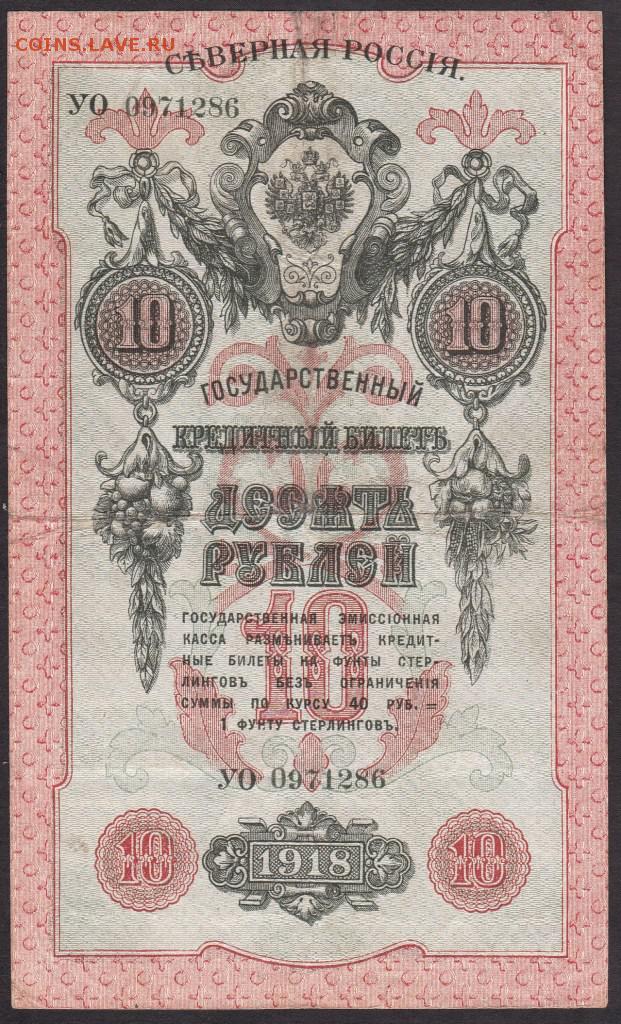 COINS.LAVE.RU
СѢВЕРНАЯ РОССІЯ.
УО 0971286
10 10
ГОСУДАРСТВЕННЫЙ
КРЕДИТНЫЙ БИЛЕТЪ
ДЕСЯТЬ
РУБЛЕЙ
10
ГОСУДАРСТВЕННАЯ ЭМИССІОННАЯ
КАССА РАЗМѢНИВАЕТЪ КРЕДИТ-
НЫЕ БИЛЕТЫ НА ФУНТЫ СТЕР-
ЛИНГОВЪ БЕЗЪ ОГРАНИЧЕНІЯ
СУММЫ ПО КУРСУ 40 РУБ. =
1 ФУНТУ СТЕРЛИНГОВЪ.
УО 0971286
10 1918 10